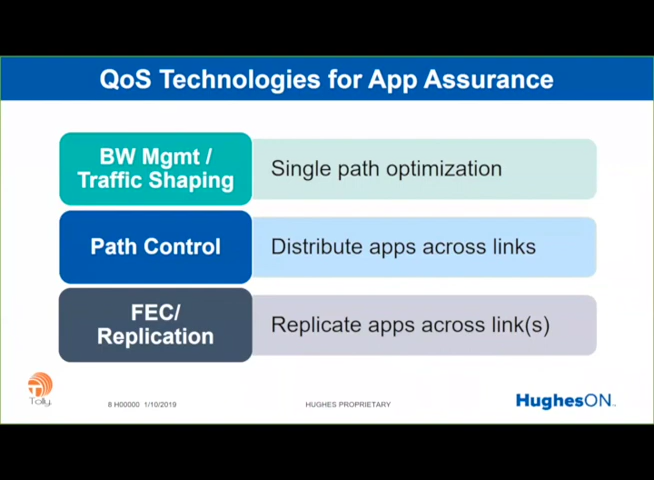 QoS Technologies for App Assurance
BW Mgmt /
Traffic Shaping
Single path optimization
Path Control
Distribute apps across links
FEC/
Replication
Replicate apps across link(s)
Tolly
8 H00000 1/10/2019
HUGHES PROPRIETARY
HughesON